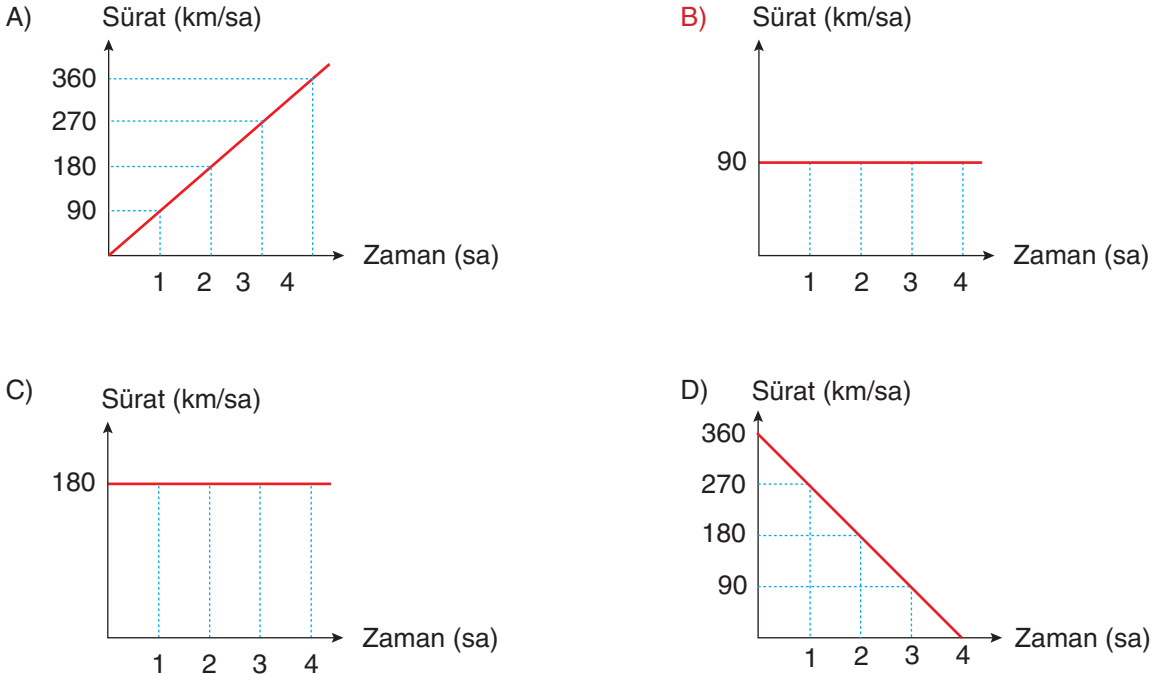 A) Sürat (km/sa)
360
270
180
90
Zaman (sa)
1 2 3 4
B) Sürat (km/sa)
90
Zaman (sa)
1 2 3 4
C) Sürat (km/sa)
180
Zaman (sa)
1 2 3 4
D) Sürat (km/sa)
360
270
180
90
Zaman (sa)
1 2 3 4